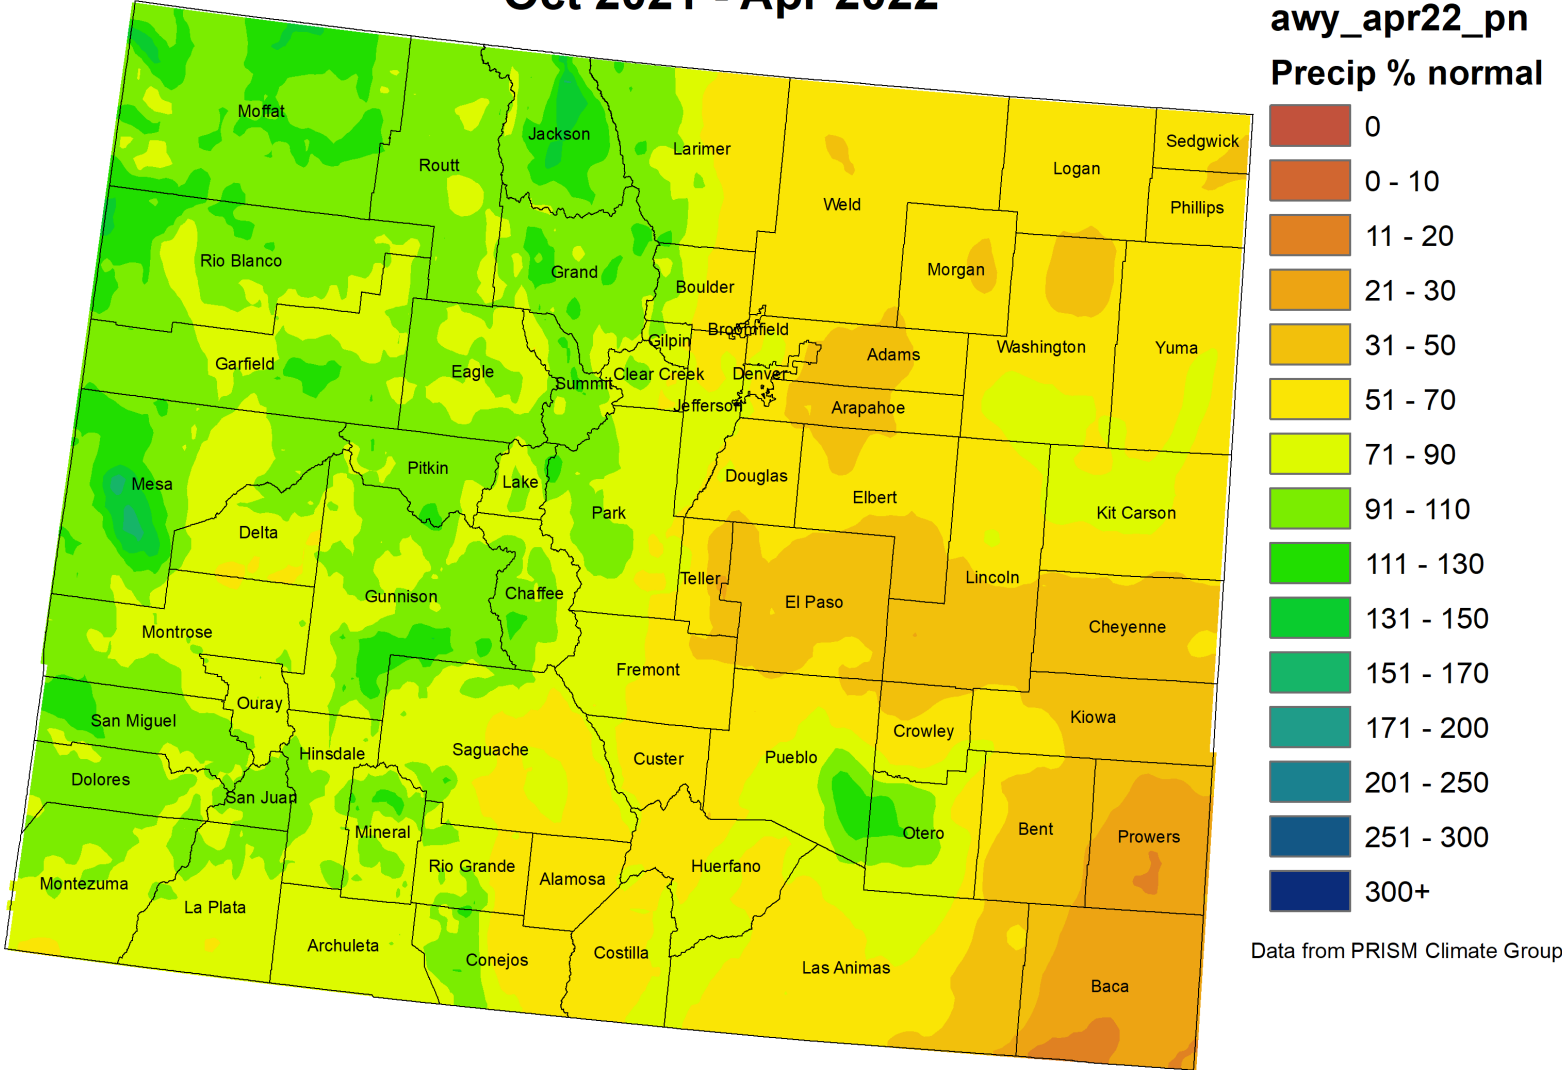 Oct 2021 - Apr 2022
awy_apr22_pn
Precip % normal
0
0 - 10
11 - 20
21 - 30
31 - 50
51 - 70
71 - 90
91 - 110
111 - 130
131 - 150
151 - 170
171 - 200
201 - 250
251 - 300
300+
Data from PRISM Climate Group
Moffat
Routt
Jackson
Larimer
Weld
Logan
Sedgwick
Phillips
Rio Blanco
Grand
Boulder
Morgan
Broomfield
Gilpin
Adams
Washington
Yuma
Garfield
Eagle
Summit
Clear Creek
Denver
Jefferson
Arapahoe
Mesa
Pitkin
Lake
Park
Douglas
Elbert
Kit Carson
Delta
Gunnison
Chaffee
Teller
El Paso
Lincoln
Cheyenne
Montrose
Fremont
Ouray
San Miguel
Hinsdale
Saguache
Custer
Pueblo
Crowley
Kiowa
Dolores
San Juan
Mineral
Rio Grande
Alamosa
Huerfano
Otero
Bent
Prowers
Montezuma
La Plata
Archuleta
Conejos
Costilla
Las Animas
Baca